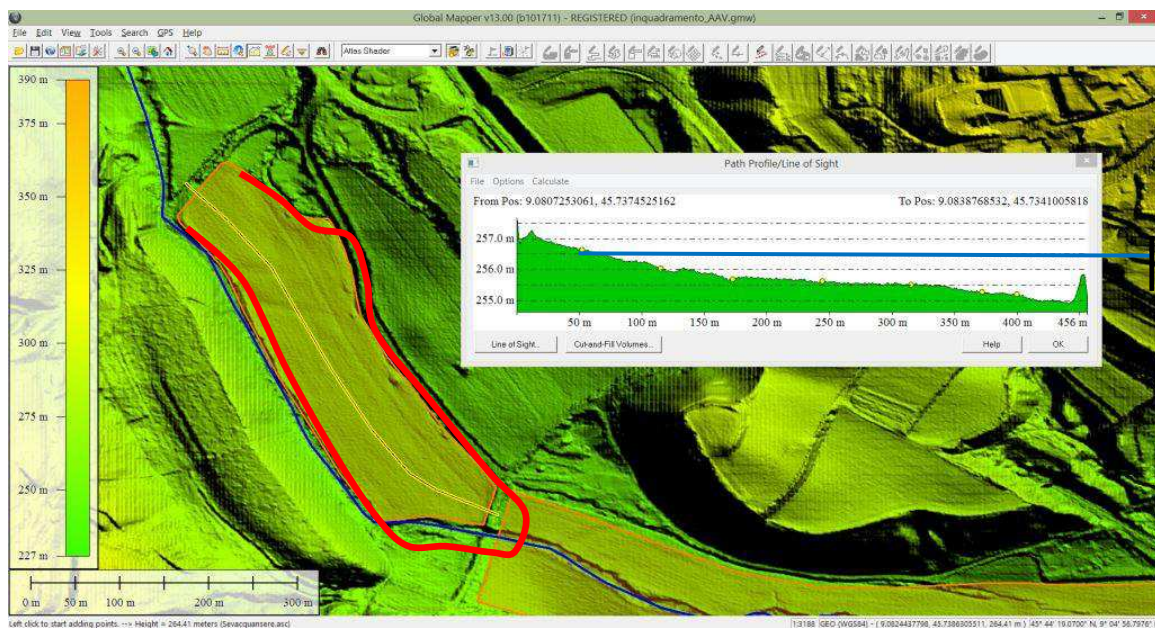 Global Mapper v13.00 (b101711) - REGISTERED (inquadramento_AAV.gmw)
File Edit View Tools Search GPS Help
Atlas Shader
390 m
375 m
350 m
325 m
300 m
275 m
250 m
227 m
0 m 50 m 100 m 200 m 300 m
Path Profile/Line of Sight
File Options Calculate
From Pos: 9.0807253061, 45.7374525162 To Pos: 9.0838768532, 45.7341005818
257.0 m
256.0 m
255.0 m
50 m 100 m 150 m 200 m 250 m 300 m 350 m 400 m 456 m
Line of Sight... Cut-and-Fill Volumes... Help OK
Left click to start adding points. --> Height = 264.41 meters (Sevacquansere.asc) 1:3188 GEO (WGS84) - ( 9.0824437798, 45.7386305511, 264.41 m ) 45° 44' 19.0700" N, 9° 04' 56.7976"